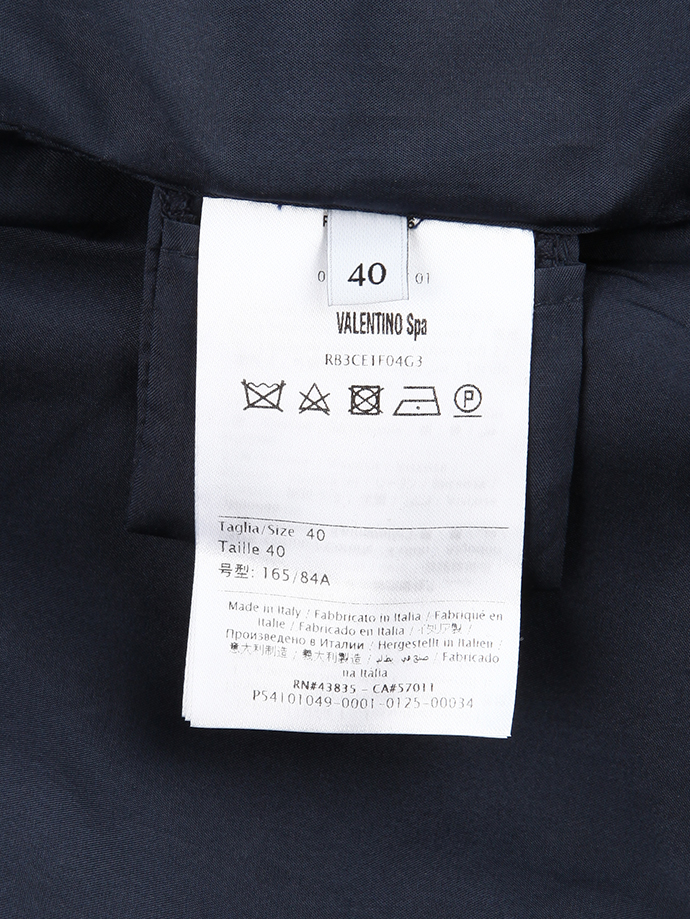 40
0
01
VALENTINO Spa
RB3CE1F04G3
P
Taglia/Size 40
Taille 40
号型: 165/84A
Made in Italy / Fabbricato in Italia / Fabriqué en
Italie / Fabricado en Italia / イタリア製 /
Произведено в Италии / Hergestellt in Italien /
意大利制造 / 義大利製造 / صنع في إيطاليا / Fabricado
na Italia
RN#43835 - CA#57011
P54101049-0001-0125-00034